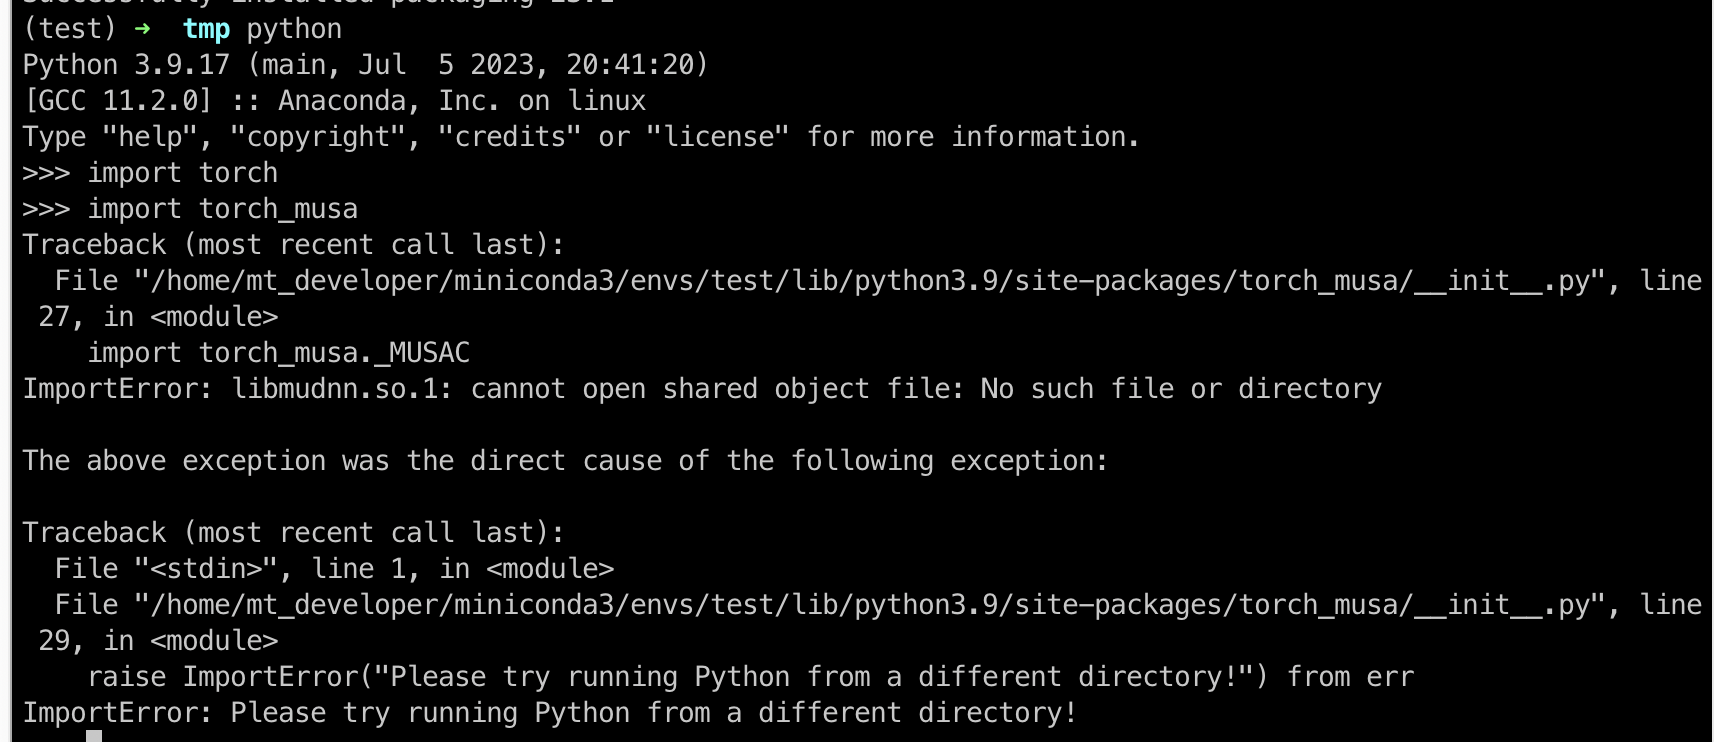 Successfully installed packaging 23.1
(test) → tmp python
Python 3.9.17 (main, Jul  5 2023, 20:41:20)
[GCC 11.2.0] :: Anaconda, Inc. on linux
Type "help", "copyright", "credits" or "license" for more information.
>>> import torch
>>> import torch_musa
Traceback (most recent call last):
  File "/home/mt_developer/miniconda3/envs/test/lib/python3.9/site-packages/torch_musa/__init__.py", line
 27, in <module>
    import torch_musa._MUSAC
ImportError: libmudnn.so.1: cannot open shared object file: No such file or directory

The above exception was the direct cause of the following exception:

Traceback (most recent call last):
  File "<stdin>", line 1, in <module>
  File "/home/mt_developer/miniconda3/envs/test/lib/python3.9/site-packages/torch_musa/__init__.py", line
 29, in <module>
    raise ImportError("Please try running Python from a different directory!") from err
ImportError: Please try running Python from a different directory!